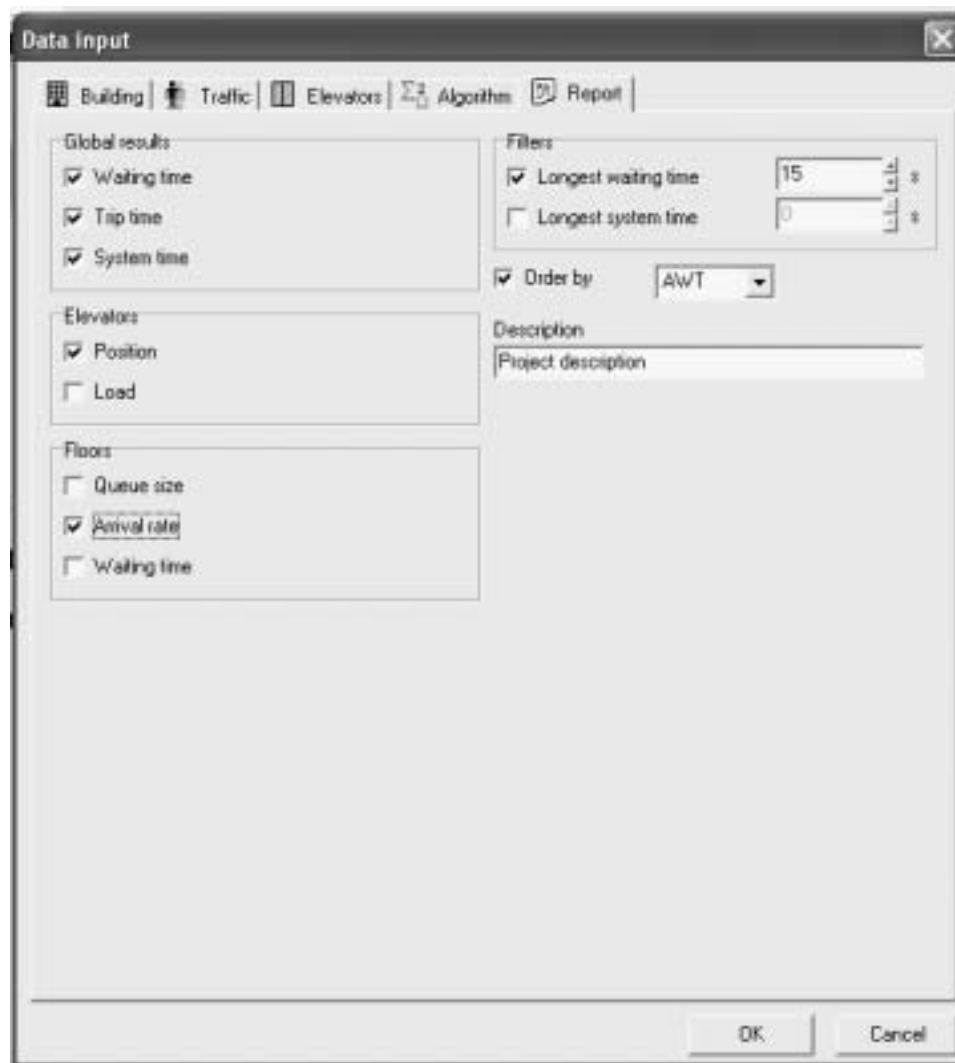 Data Input
Building Traffic Elevators Algorithm Report
Global results
Waiting time
Trip time
System time
Elevators
Position
Load
Floors
Queue size
Arrival rate
Waiting time
Filters
Longest waiting time 15 s
Longest system time 0 s
Order by AWT
Description
Project description
OK Cancel